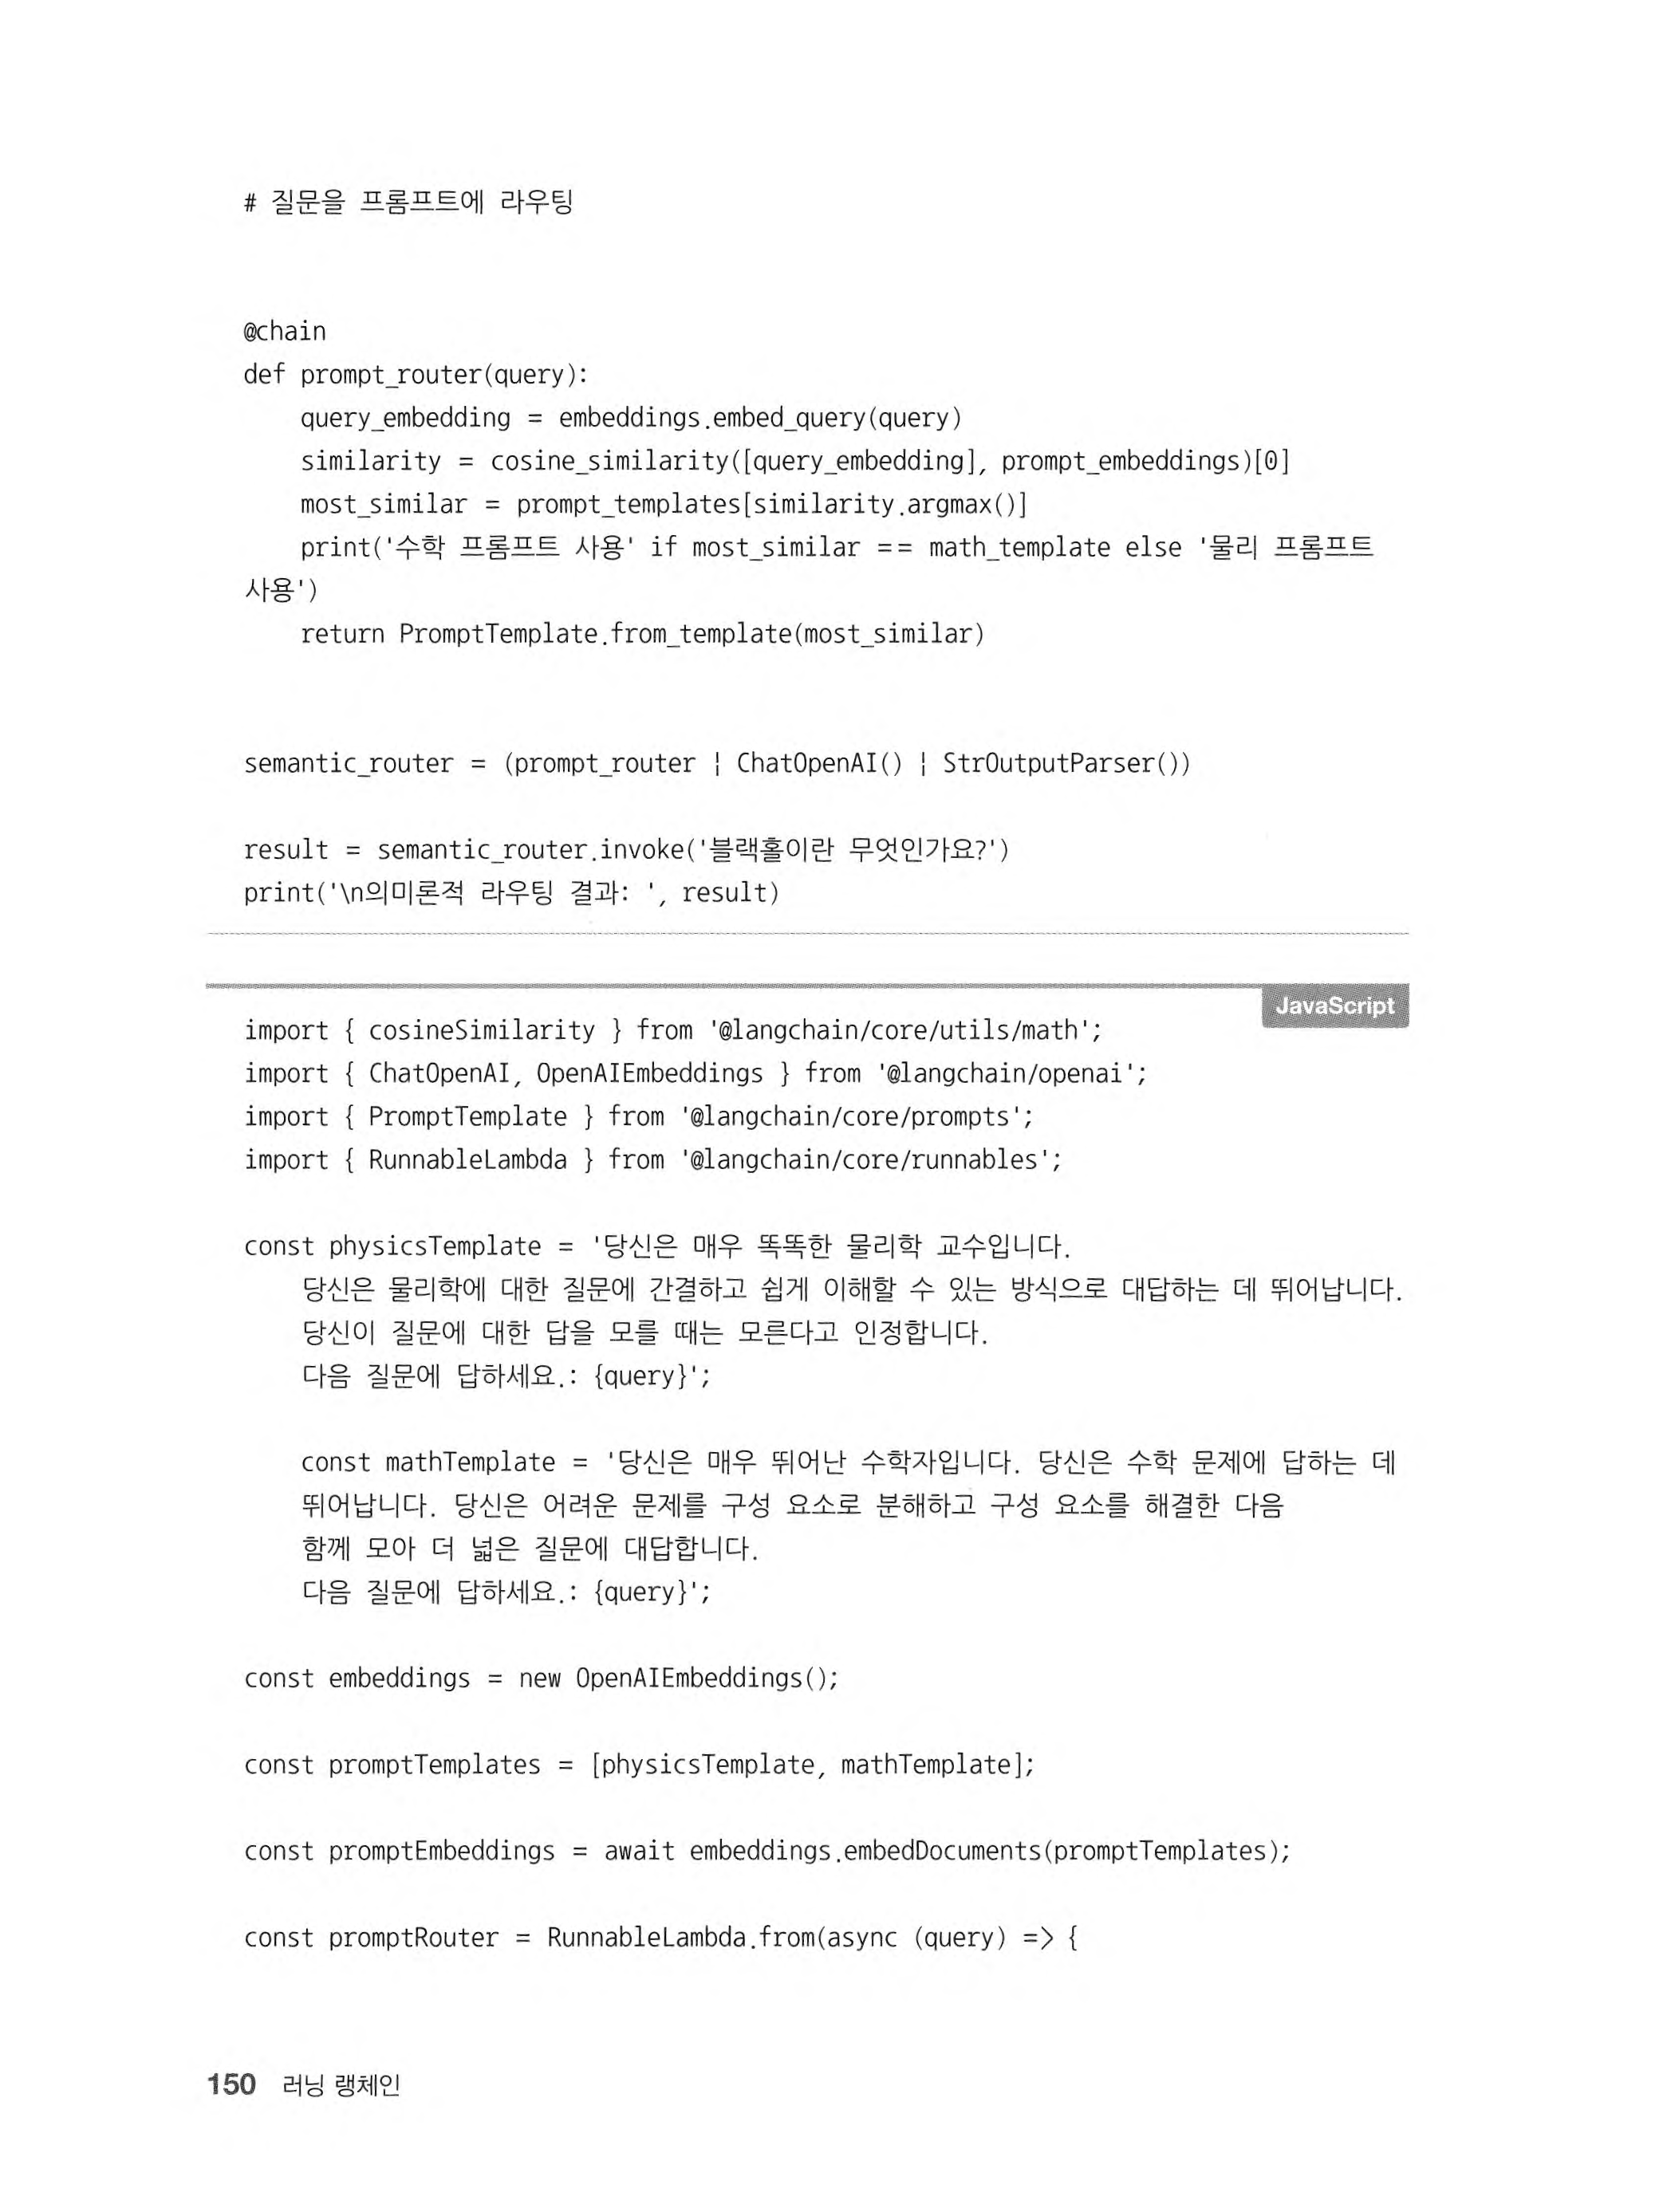 # 질문을 프롬프트에 라우팅
@chain
def prompt_router(query):
    query_embedding = embeddings.embed_query(query)
    similarity = cosine_similarity([query_embedding], prompt_embeddings)[0]
    most_similar = prompt_templates[similarity.argmax()]
    print('수학 프롬프트 사용' if most_similar == math_template else '물리 프롬프트
사용')
    return PromptTemplate.from_template(most_similar)
semantic_router = (prompt_router ¦ ChatOpenAI() ¦ StrOutputParser())
result = semantic_router.invoke('블랙홀이란 무엇인가요?')
print('\n의미론적 라우팅 결과: ', result)
JavaScript
import { cosineSimilarity } from '@langchain/core/utils/math';
import { ChatOpenAI, OpenAIEmbeddings } from '@langchain/openai';
import { PromptTemplate } from '@langchain/core/prompts';
import { RunnableLambda } from '@langchain/core/runnables';
const physicsTemplate = '당신은 매우 똑똑한 물리학 교수입니다.
    당신은 물리학에 대한 질문에 간결하고 쉽게 이해할 수 있는 방식으로 대답하는 데 뛰어납니다.
    당신이 질문에 대한 답을 모를 때는 모른다고 인정합니다.
    다음 질문에 답하세요.: {query}';
    const mathTemplate = '당신은 매우 뛰어난 수학자입니다. 당신은 수학 문제에 답하는 데
    뛰어납니다. 당신은 어려운 문제를 구성 요소로 분해하고 구성 요소를 해결한 다음
    함께 모아 더 넓은 질문에 대답합니다.
    다음 질문에 답하세요.: {query}';
const embeddings = new OpenAIEmbeddings();
const promptTemplates = [physicsTemplate, mathTemplate];
const promptEmbeddings = await embeddings.embedDocuments(promptTemplates);
const promptRouter = RunnableLambda.from(async (query) => {
150 러닝 랭체인